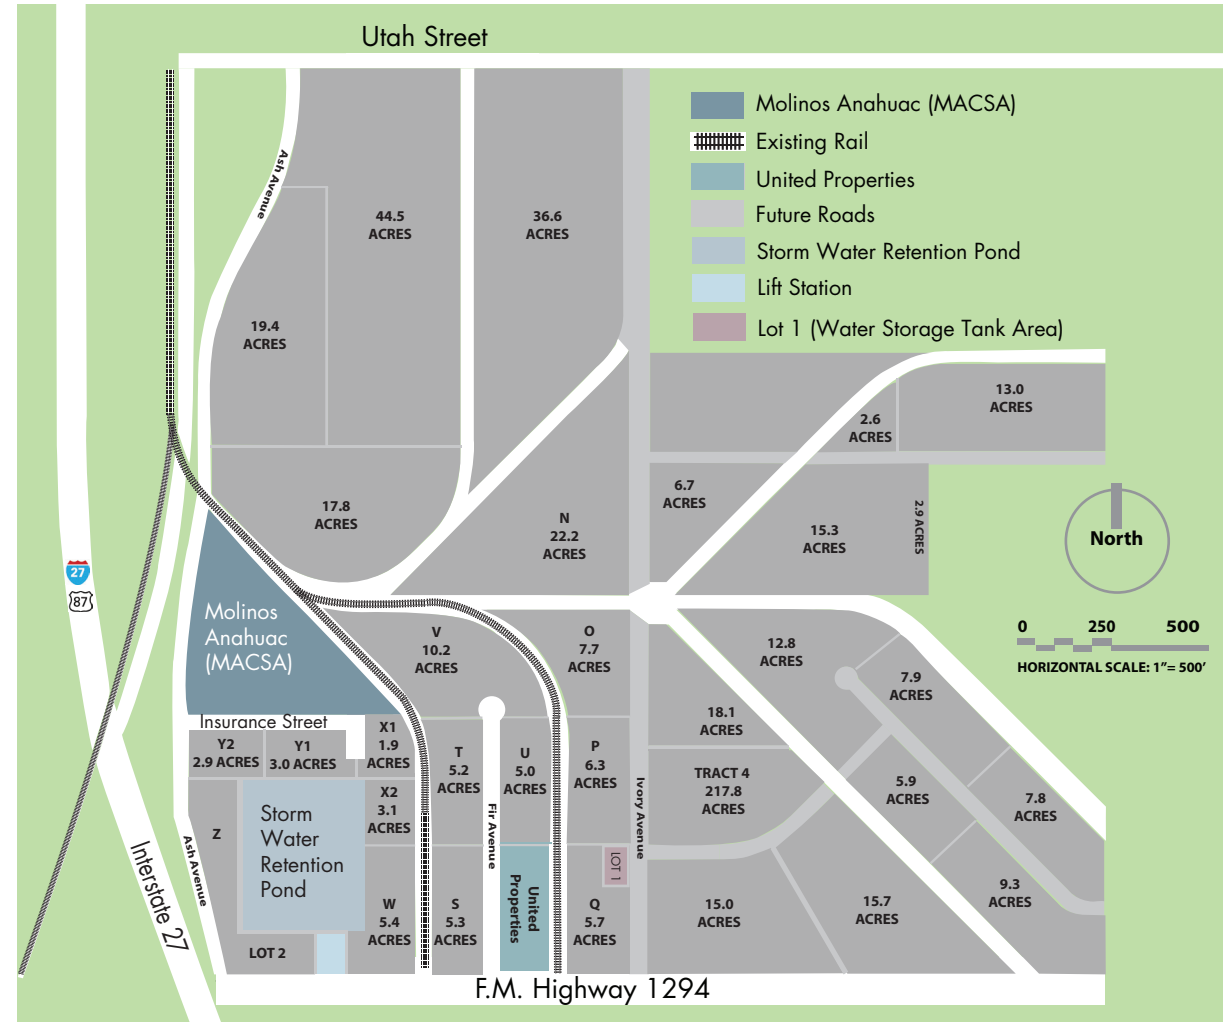 Utah Street
Molinos Anahuac (MACSA)
Existing Rail
United Properties
Future Roads
Storm Water Retention Pond
Lift Station
Lot 1 (Water Storage Tank Area)
Ash Avenue
44.5
ACRES
36.6
ACRES
19.4
ACRES
13.0
ACRES
2.6
ACRES
17.8
ACRES
N
22.2
ACRES
6.7
ACRES
15.3
ACRES
2.9 ACRES
North
27
87
0 250 500
HORIZONTAL SCALE: 1"= 500'
Molinos
Anahuac
(MACSA)
V
10.2
ACRES
O
7.7
ACRES
12.8
ACRES
7.9
ACRES
18.1
ACRES
Insurance Street
Y2
2.9 ACRES
Y1
3.0 ACRES
X1
1.9
ACRES
T
5.2
ACRES
U
5.0
ACRES
P
6.3
ACRES
Ivory Avenue
TRACT 4
217.8
ACRES
5.9
ACRES
7.8
ACRES
X2
3.1
ACRES
Storm
Water
Retention
Pond
Z
Ash Avenue
Interstate 27
Fir Avenue
LOT 1
United
Properties
W
5.4
ACRES
S
5.3
ACRES
Q
5.7
ACRES
15.0
ACRES
15.7
ACRES
9.3
ACRES
LOT 2
F.M. Highway 1294